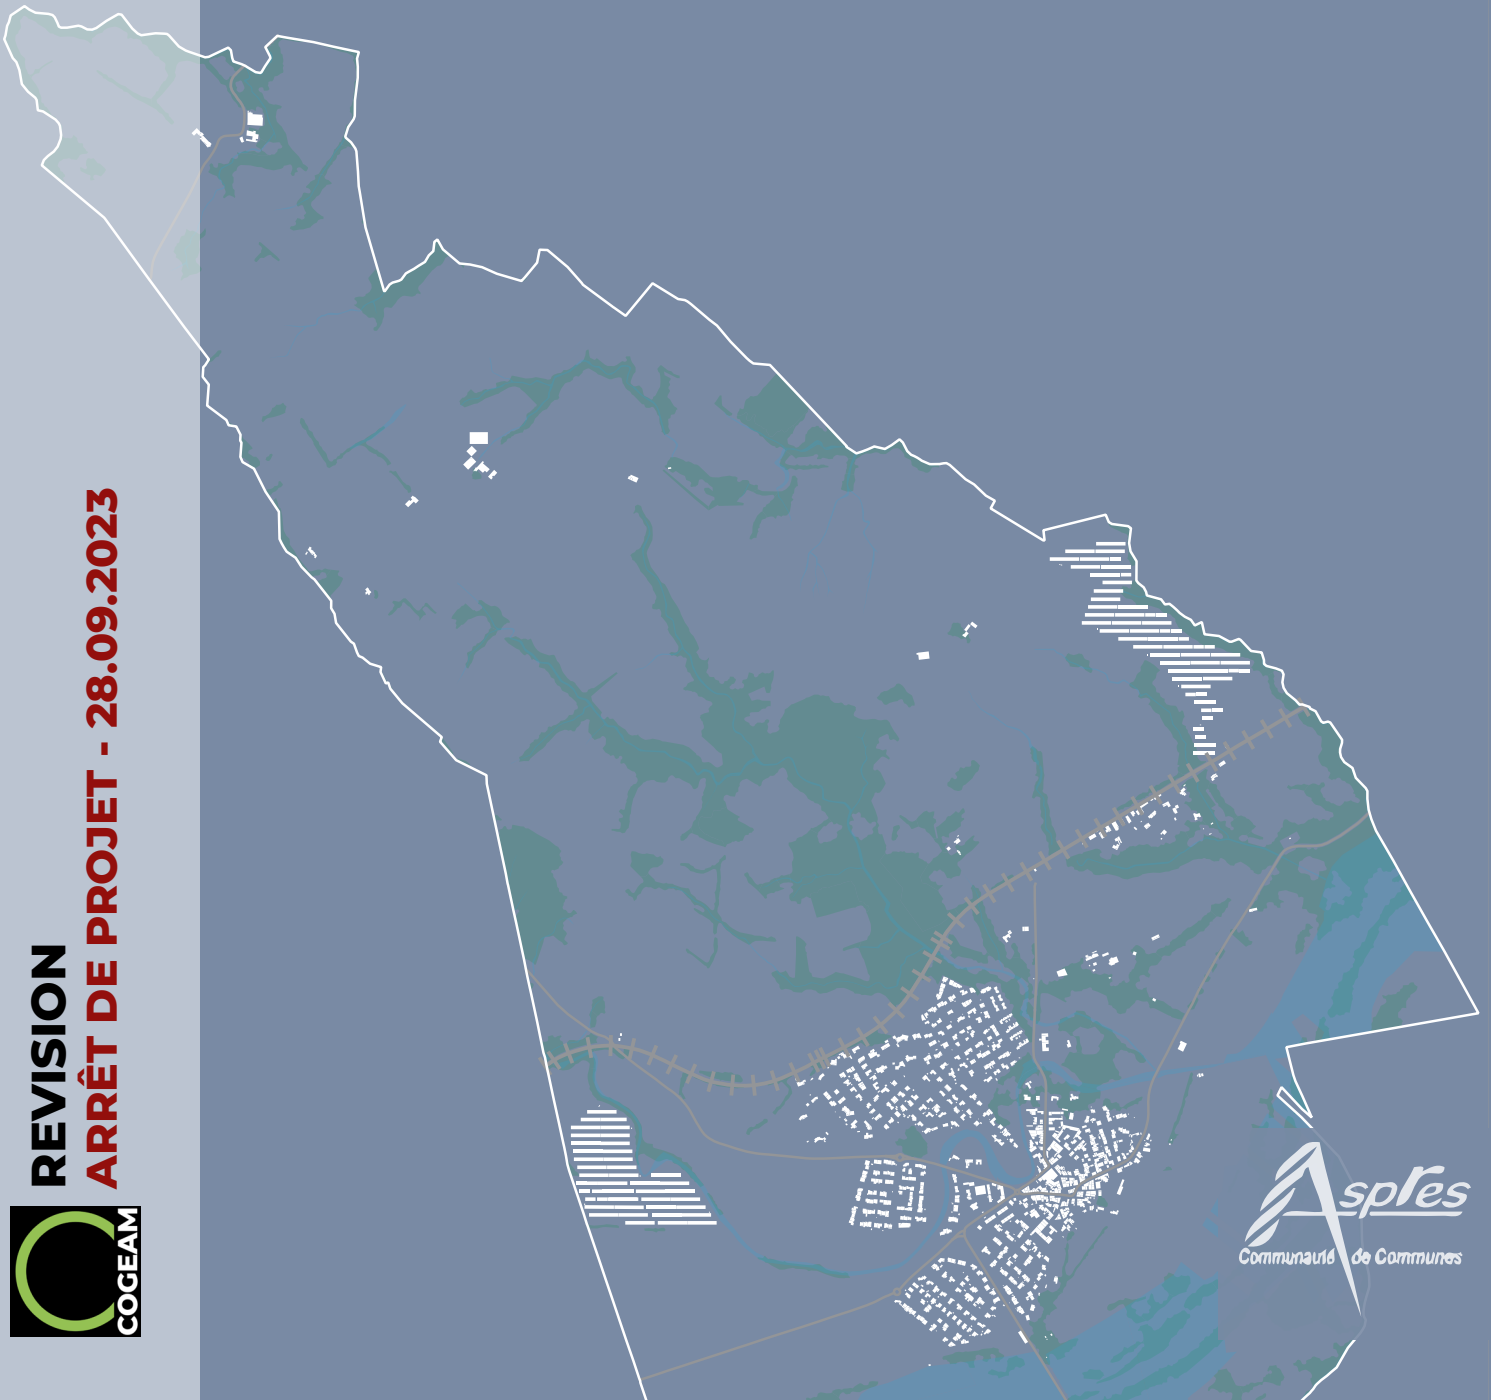 REVISION
ARRÊT DE PROJET - 28.09.2023
COGEAM
Aspres
Communauté de Communes